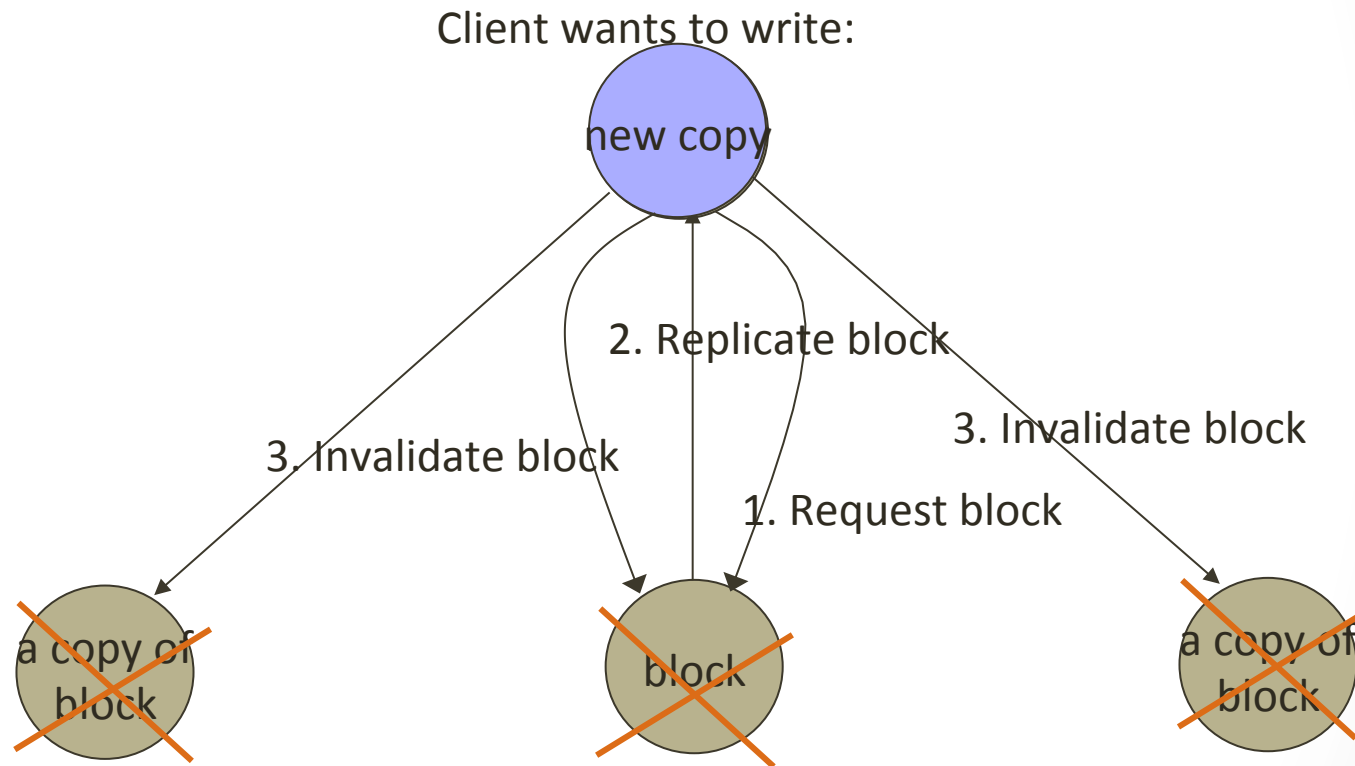 Client wants to write:
new copy
2. Replicate block
3. Invalidate block
3. Invalidate block
1. Request block
a copy of
block
block
a copy of
block